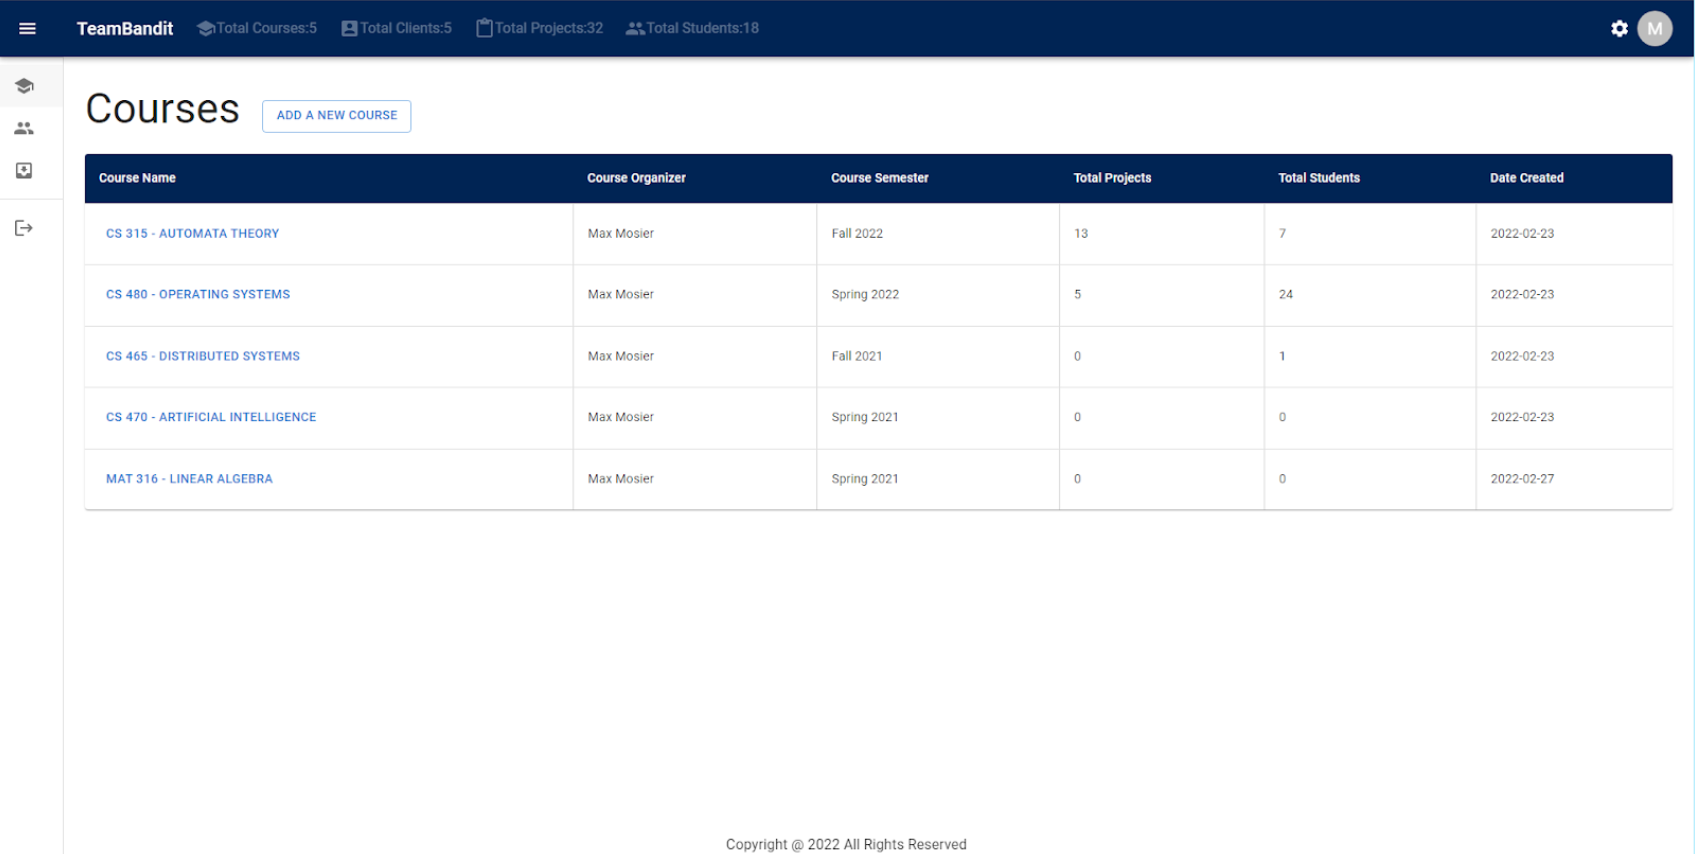 TeamBandit Total Courses:5 Total Clients:5 Total Projects:32 Total Students:18 M
Courses ADD A NEW COURSE
Course Name Course Organizer Course Semester Total Projects Total Students Date Created
CS 315 - AUTOMATA THEORY Max Mosier Fall 2022 13 7 2022-02-23
CS 480 - OPERATING SYSTEMS Max Mosier Spring 2022 5 24 2022-02-23
CS 465 - DISTRIBUTED SYSTEMS Max Mosier Fall 2021 0 1 2022-02-23
CS 470 - ARTIFICIAL INTELLIGENCE Max Mosier Spring 2021 0 0 2022-02-23
MAT 316 - LINEAR ALGEBRA Max Mosier Spring 2021 0 0 2022-02-27
Copyright @ 2022 All Rights Reserved